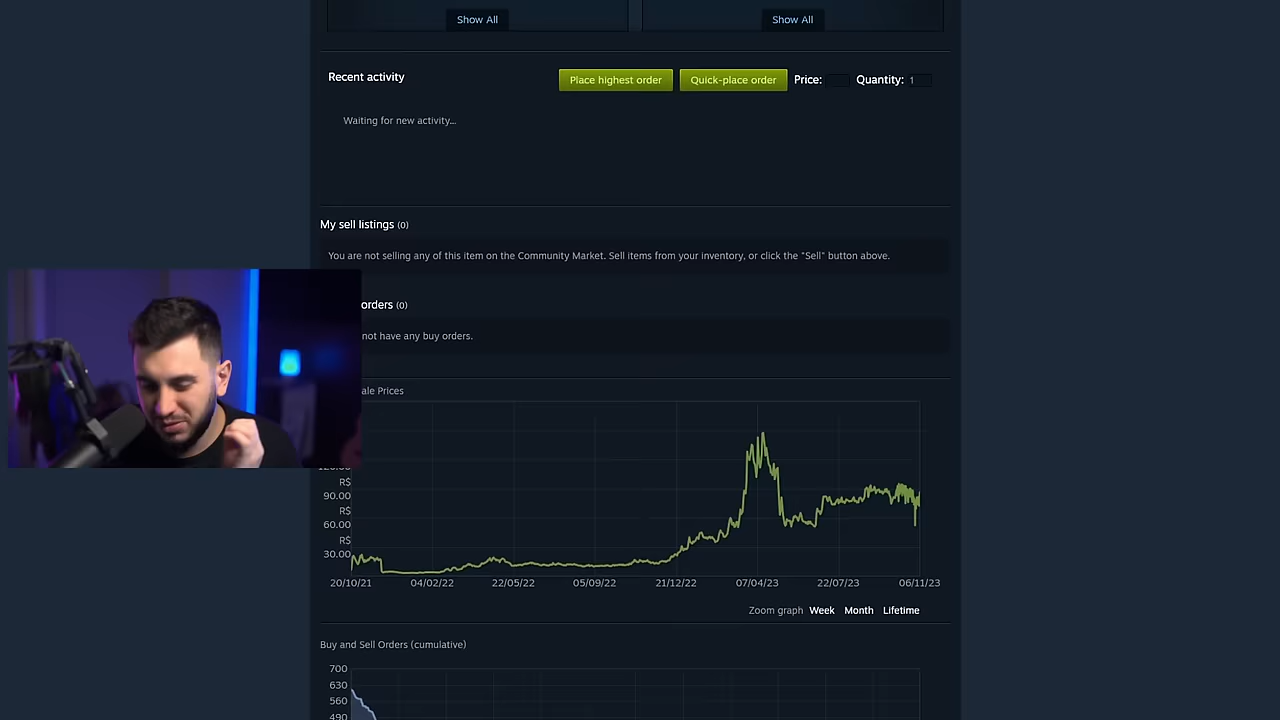 Show All
Show All
Recent activity
Place highest order
Quick-place order
Price:
Quantity: 1
Waiting for new activity...
My sell listings (0)
You are not selling any of this item on the Community Market. Sell items from your inventory, or click the "Sell" button above.
orders (0)
not have any buy orders.
ale Prices
120.00
R$
90.00
R$
60.00
R$
30.00
20/10/21 04/02/22 22/05/22 05/09/22 21/12/22 07/04/23 22/07/23 06/11/23
Zoom graph Week Month Lifetime
Buy and Sell Orders (cumulative)
700
630
560
490